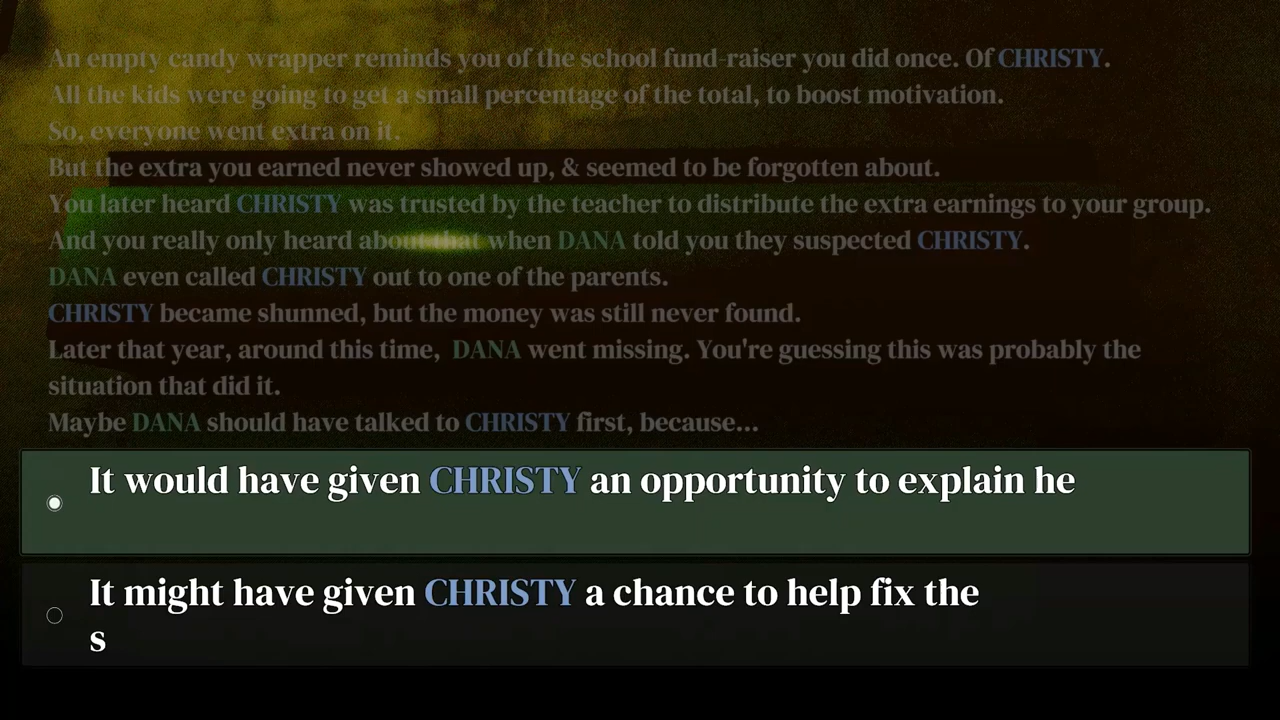 An empty candy wrapper reminds you of the school fund-raiser you did once. Of CHRISTY.
All the kids were going to get a small percentage of the total, to boost motivation.
So, everyone went extra on it.
But the extra you earned never showed up, & seemed to be forgotten about.
You later heard CHRISTY was trusted by the teacher to distribute the extra earnings to your group.
And you really only heard about that when DANA told you they suspected CHRISTY.
DANA even called CHRISTY out to one of the parents.
CHRISTY became shunned, but the money was still never found.
Later that year, around this time, DANA went missing. You're guessing this was probably the
situation that did it.
Maybe DANA should have talked to CHRISTY first, because...
It would have given CHRISTY an opportunity to explain he
It might have given CHRISTY a chance to help fix the
s